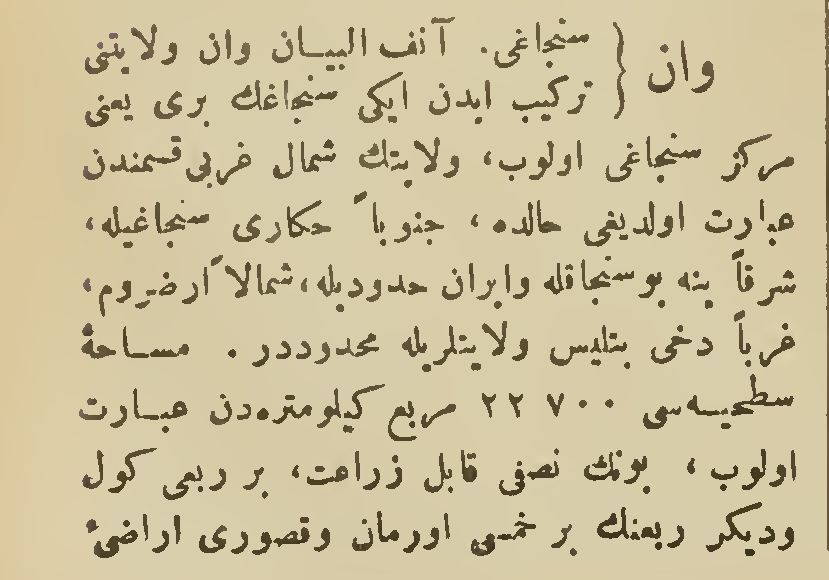 وان { سنجاغی. آنف البیـان وان ولایتنی
ترکیب ایدن ایکی سنجاغك بری یعنی
مرکز سنجاغی اولوب، ولایتك شمال غربی قسمندن
عبارت اولدیغی حالده، جنوباً حکاری سنجاغیله،
شرقاً ینه بو سنجاقله وایران حدودیله، شمالاً ارضروم،
غرباً دخی بتلیس ولایتلریله محدوددر. مساحهٔ
سطحیه‌سی ۲۲ ۷۰۰ مربع کیلومتره‌دن عبارت
اولوب، بونك نصفی قابل زراعت، بر ربعی کول
ودیکر ربعنك بر خمسی اورمان وقصوری اراضیٔ